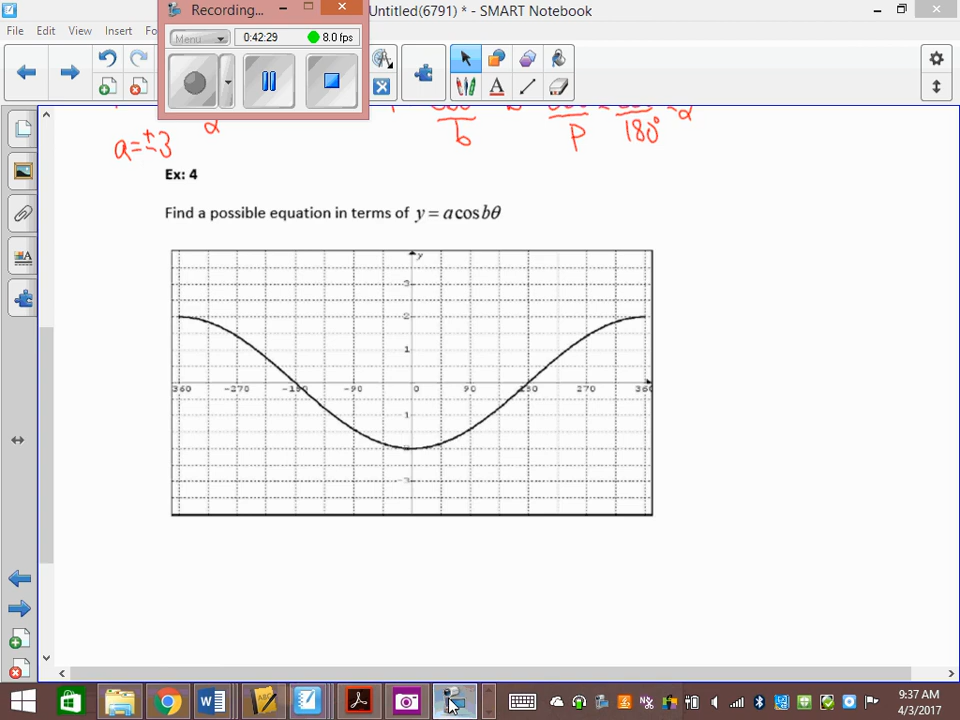 Recording...
Untitled(6791) * - SMART Notebook
Menu
0:42:29
8.0 fps
File Edit View Insert
a=±3
b
P
180°
Ex: 4
Find a possible equation in terms of y = a cos bθ
y
3
2
1
360 -270 -180 -90 0 90 180 270 360
1
-3
9:37 AM
4/3/2017